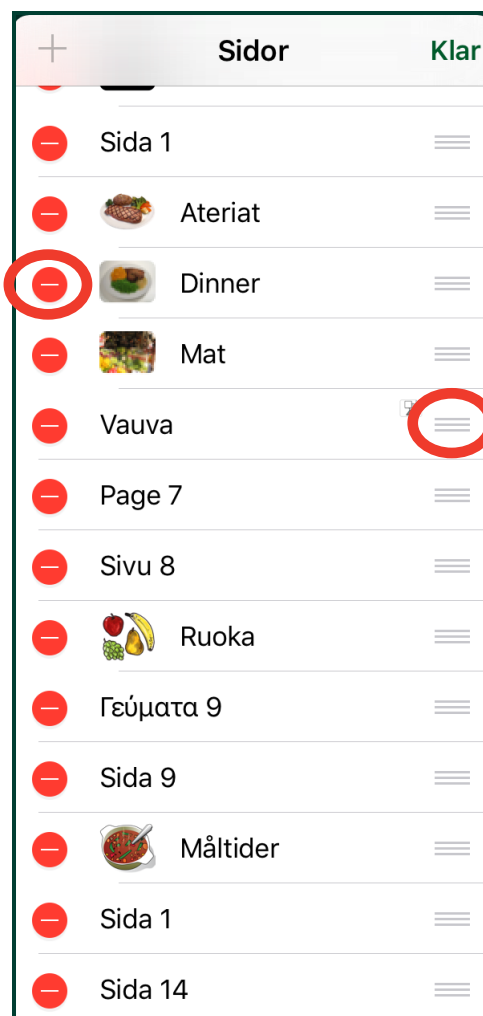 Sidor
Klar
Sida 1
Ateriat
Dinner
Mat
Vauva
Page 7
Sivu 8
Ruoka
Γεύματα 9
Sida 9
Måltider
Sida 1
Sida 14